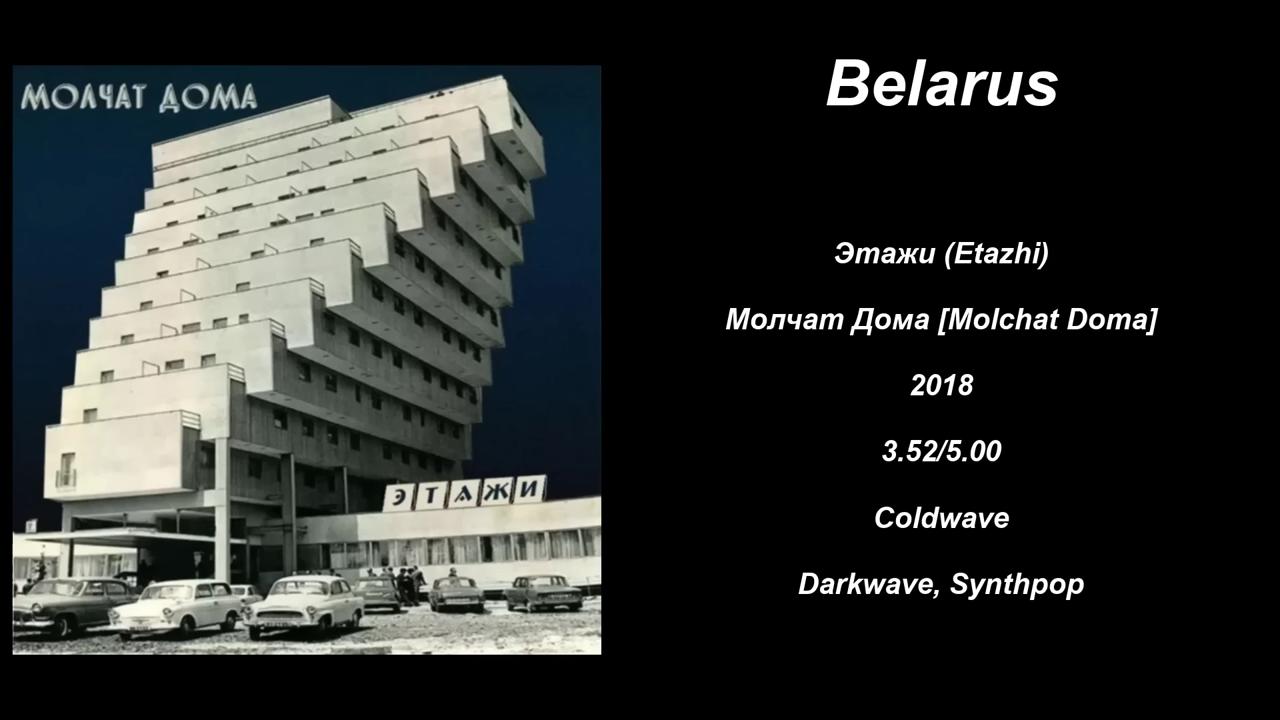 МОЛЧАТ ДОМА
ЭТАЖИ
Belarus
Этажи (Etazhi)
Молчат Дома [Molchat Doma]
2018
3.52/5.00
Coldwave
Darkwave, Synthpop